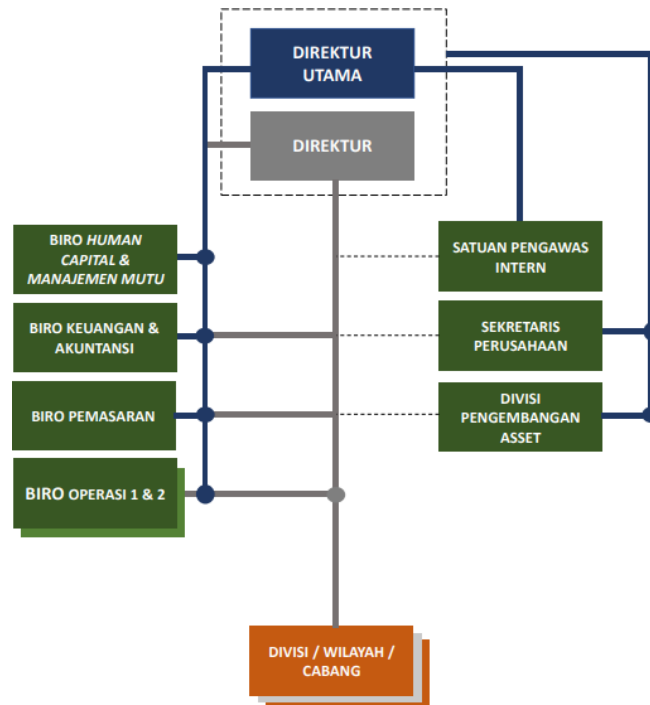 DIREKTUR
UTAMA
DIREKTUR
BIRO HUMAN
CAPITAL &
MANAJEMEN MUTU
BIRO KEUANGAN &
AKUNTANSI
BIRO PEMASARAN
BIRO OPERASI 1 & 2
SATUAN PENGAWAS
INTERN
SEKRETARIS
PERUSAHAAN
DIVISI
PENGEMBANGAN
ASSET
DIVISI / WILAYAH /
CABANG